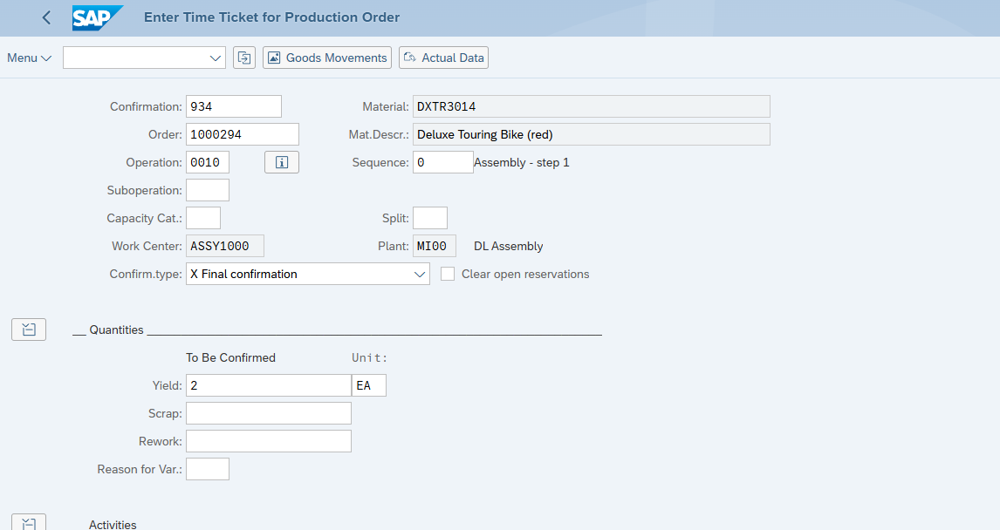 SAP Enter Time Ticket for Production Order
Menu Goods Movements Actual Data
Confirmation: 934 Material: DXTR3014
Order: 1000294 Mat.Descr.: Deluxe Touring Bike (red)
Operation: 0010 Sequence: 0 Assembly - step 1
Suboperation:
Capacity Cat.: Split:
Work Center: ASSY1000 Plant: MI00 DL Assembly
Confirm.type: X Final confirmation Clear open reservations
Quantities
To Be Confirmed Unit:
Yield: 2 EA
Scrap:
Rework:
Reason for Var.:
Activities